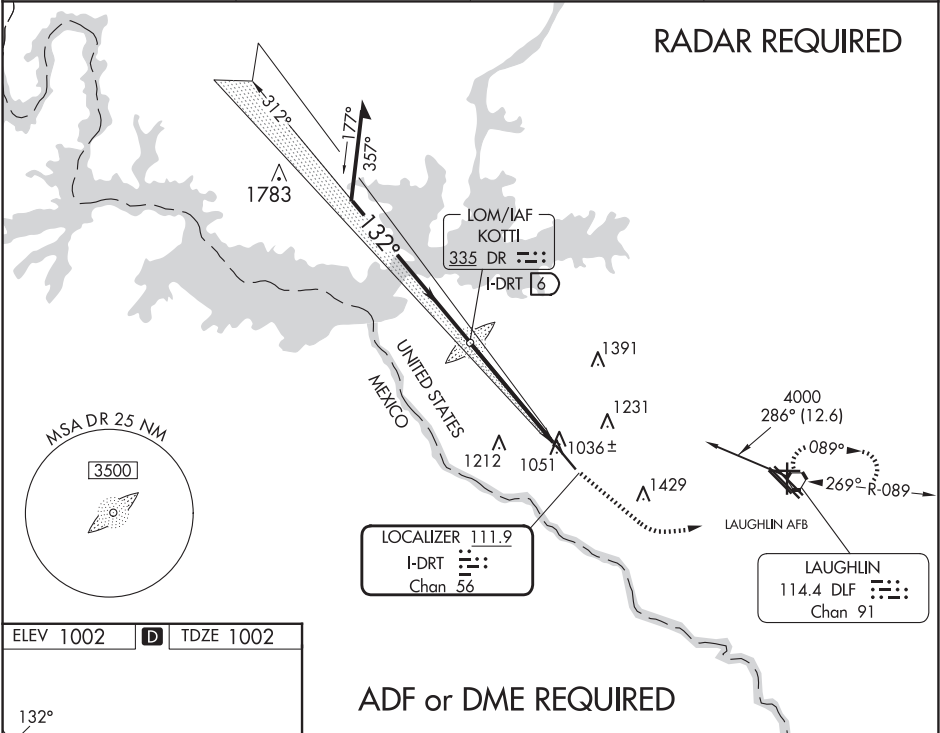 RADAR REQUIRED
312°
177°
357°
1783
132°
LOM/IAF
KOTTI
335 DR
I-DRT 6
UNITED STATES
MEXICO
1391
1231
1212
1051
1036±
1429
4000
286° (12.6)
089°
269°
R-089
LAUGHLIN AFB
MSA DR 25 NM
3500
LOCALIZER 111.9
I-DRT
Chan 56
LAUGHLIN
114.4 DLF
Chan 91
ELEV 1002 D TDZE 1002
132°
ADF or DME REQUIRED